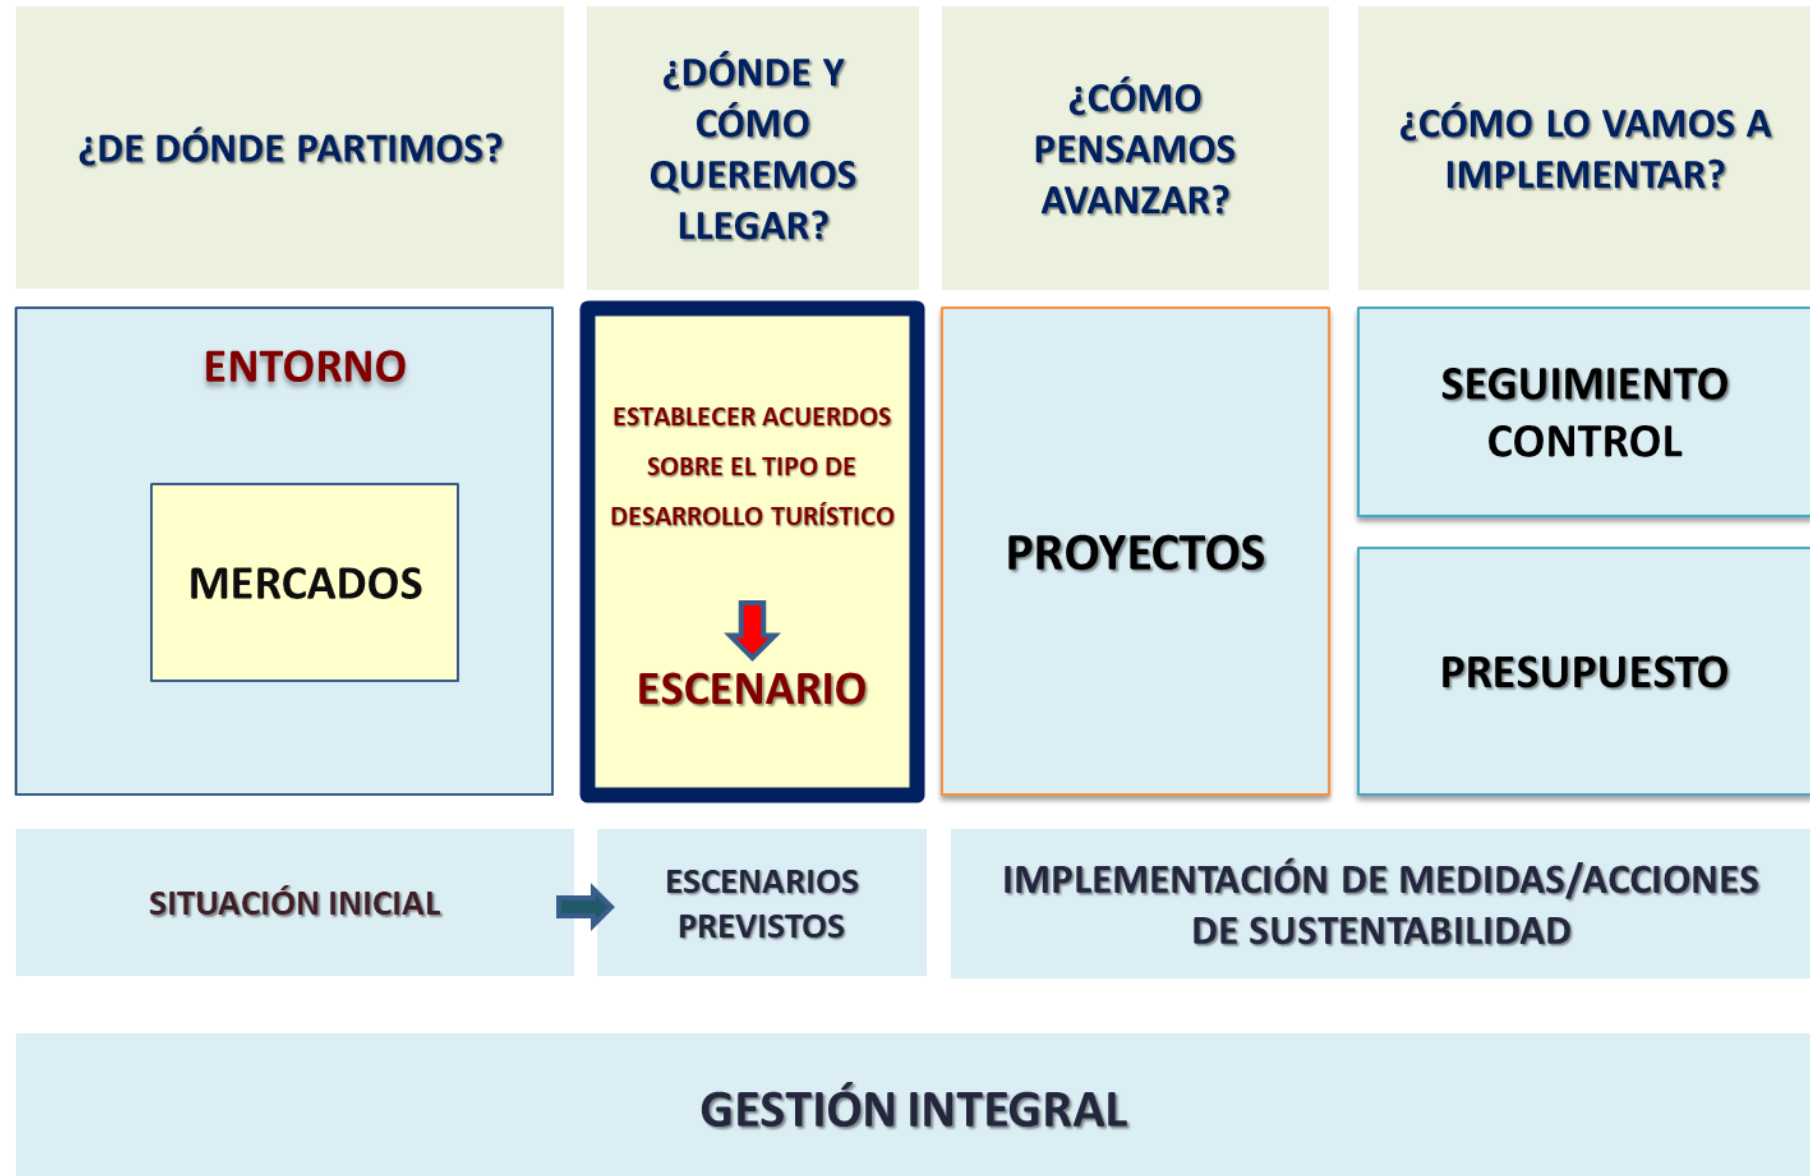 ¿DE DÓNDE PARTIMOS?
¿DÓNDE Y
CÓMO
QUEREMOS
LLEGAR?
¿CÓMO
PENSAMOS
AVANZAR?
¿CÓMO LO VAMOS A
IMPLEMENTAR?
ENTORNO
MERCADOS
ESTABLECER ACUERDOS
SOBRE EL TIPO DE
DESARROLLO TURÍSTICO
ESCENARIO
PROYECTOS
SEGUIMIENTO
CONTROL
PRESUPUESTO
SITUACIÓN INICIAL
ESCENARIOS
PREVISTOS
IMPLEMENTACIÓN DE MEDIDAS/ACCIONES
DE SUSTENTABILIDAD
GESTIÓN INTEGRAL